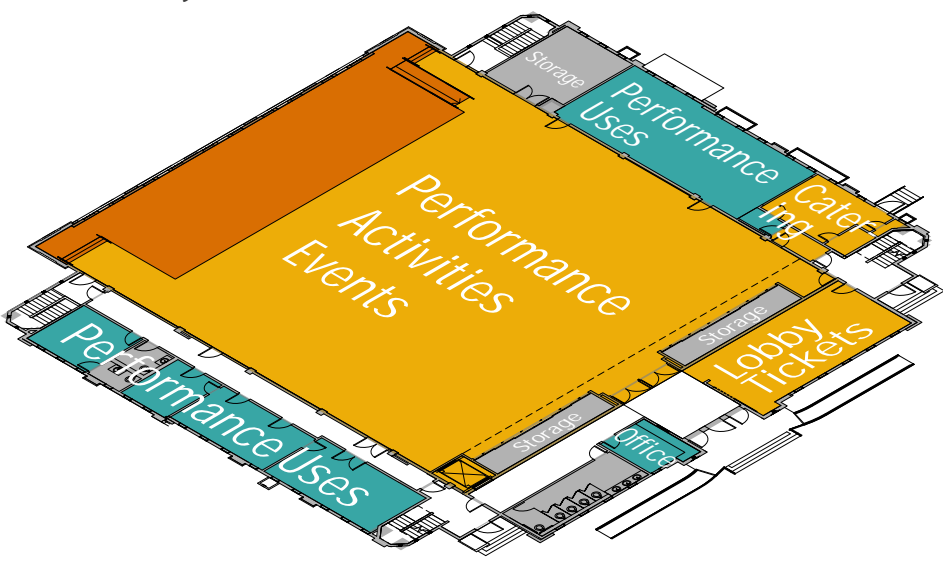 Storage
Performance
Uses
Cater-
ing
Performance
Activities
Events
Storage
Lobby
Tickets
Performance Uses
Storage
Office